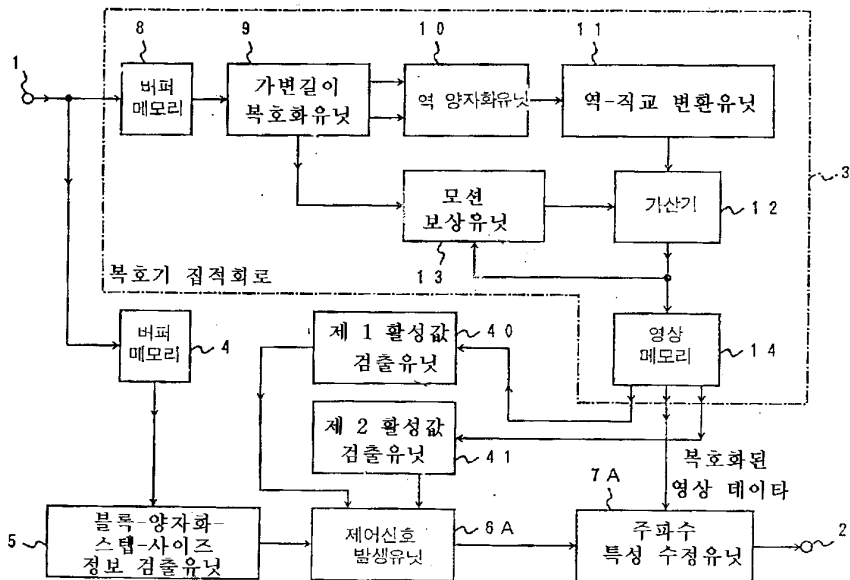 8
9
10
11
1
버퍼
메모리
가변길이
복호화유닛
역 양자화유닛
역-직교 변환유닛
3
모션
보상유닛
가산기
12
13
복호기 집적회로
버퍼
메모리
4
제 1 활성값
검출유닛
40
영상
메모리
14
제 2 활성값
검출유닛
41
복호화된
영상 데이타
7A
5
블록-양자화-
스텝-사이즈
정보 검출유닛
제어신호
발생유닛
6A
주파수
특성 수정유닛
2